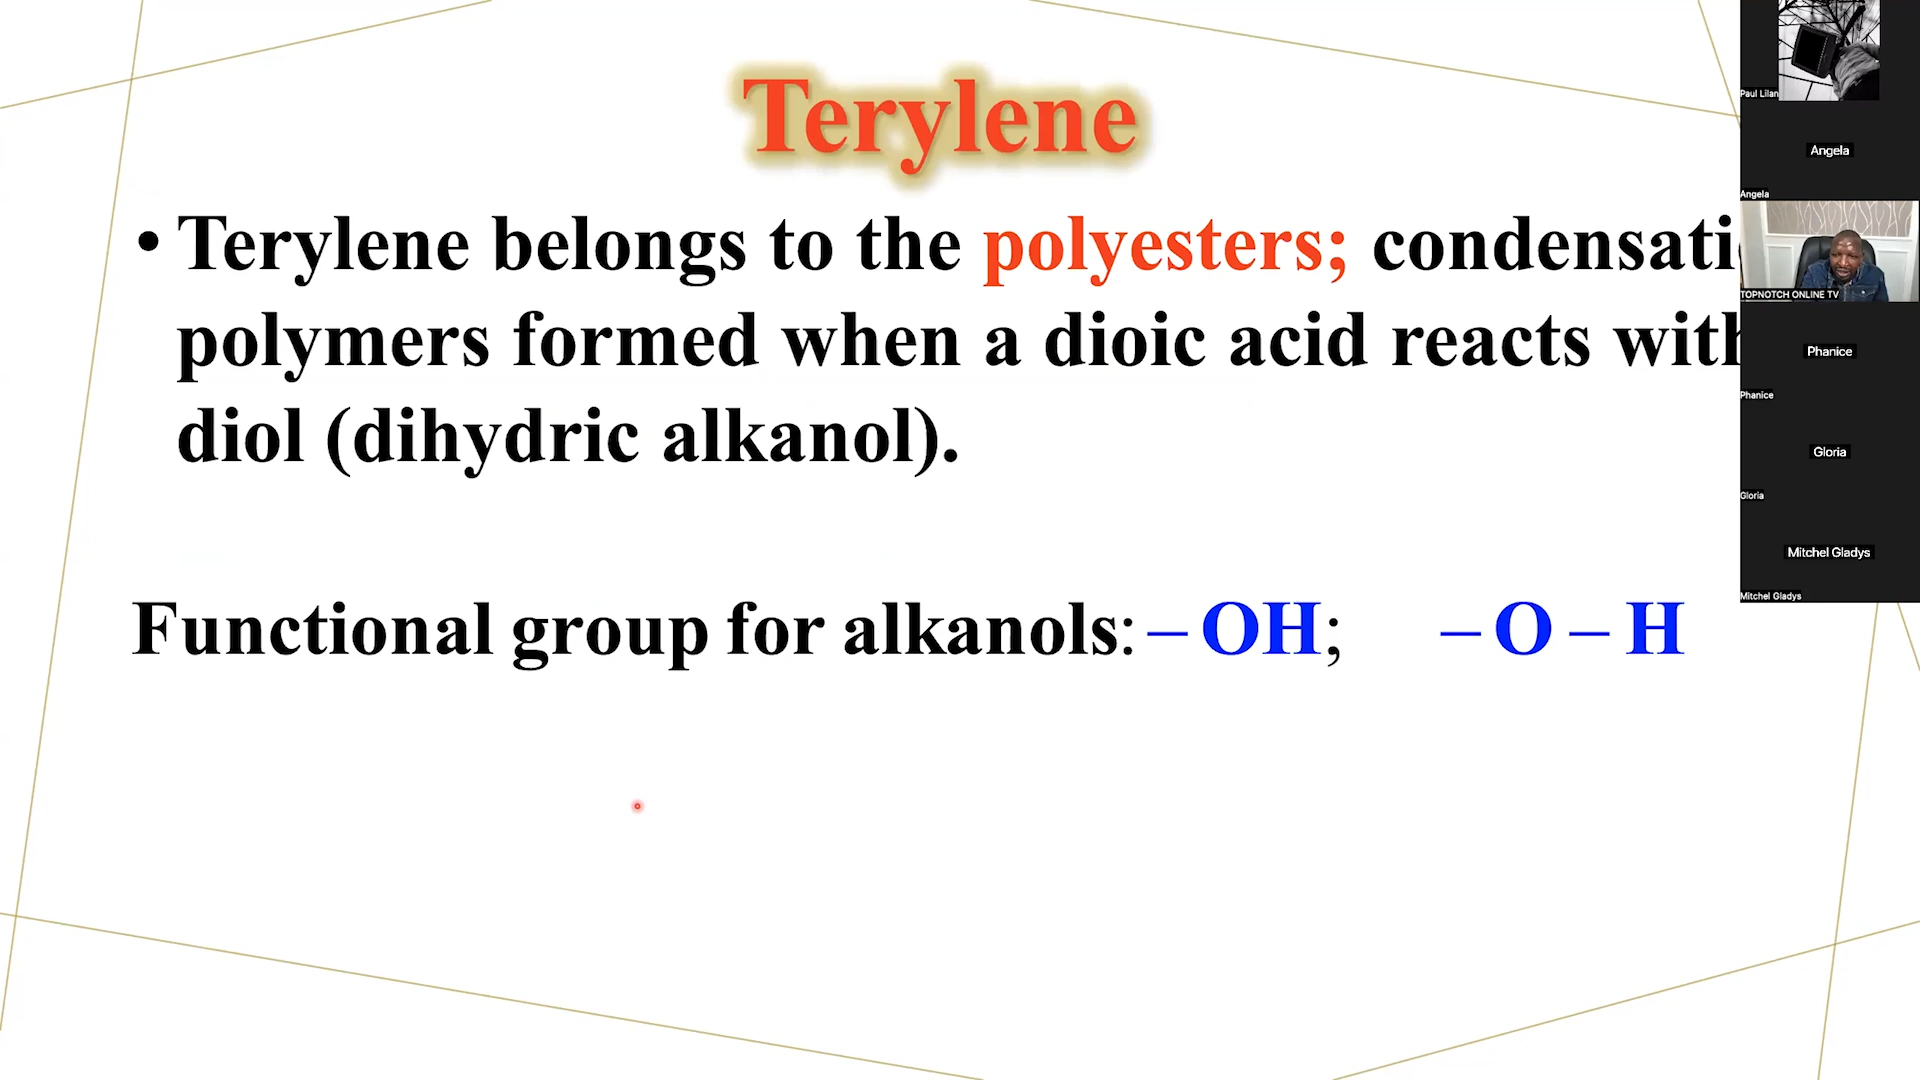 Terylene
• Terylene belongs to the polyesters; condensati
polymers formed when a dioic acid reacts with
diol (dihydric alkanol).
Functional group for alkanols: – OH; – O – H
Paul Lilan
Angela
Angela
TOPNOTCH ONLINE TV
Phanice
Phanice
Gloria
Gloria
Mitchel Gladys
Mitchel Gladys